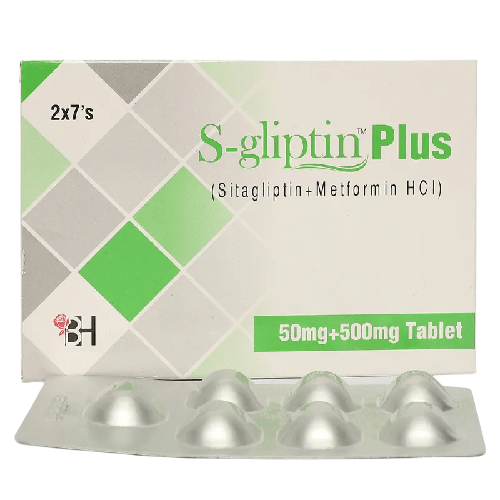 2x7's
S-gliptin™ Plus
(Sitagliptin+Metformin HCl)
BH
50mg+500mg Tablet